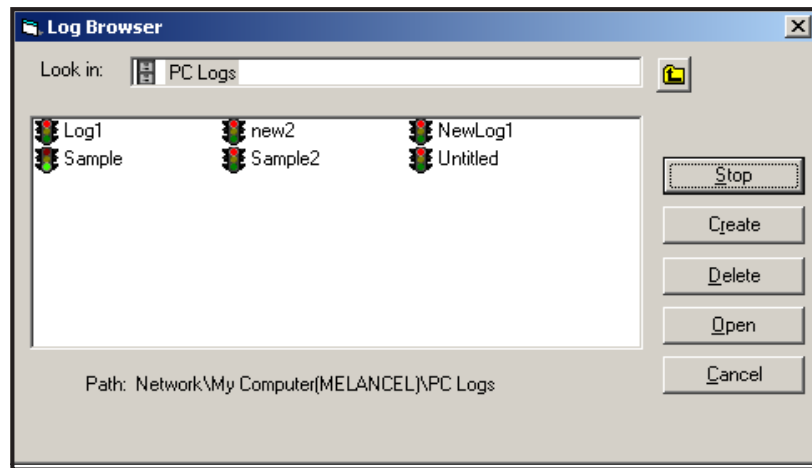 Log Browser
Look in: PC Logs
Log1 new2 NewLog1
Sample Sample2 Untitled
Stop
Create
Delete
Open
Cancel
Path: Network\My Computer(MELANCEL)\PC Logs